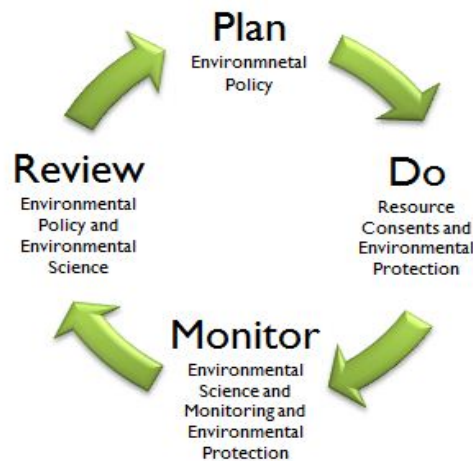 Plan
Environmnetal
Policy
Do
Resource
Consents and
Environmental
Protection
Monitor
Environmental
Science and
Monitoring and
Environmental
Protection
Review
Environmental
Policy and
Environmental
Science